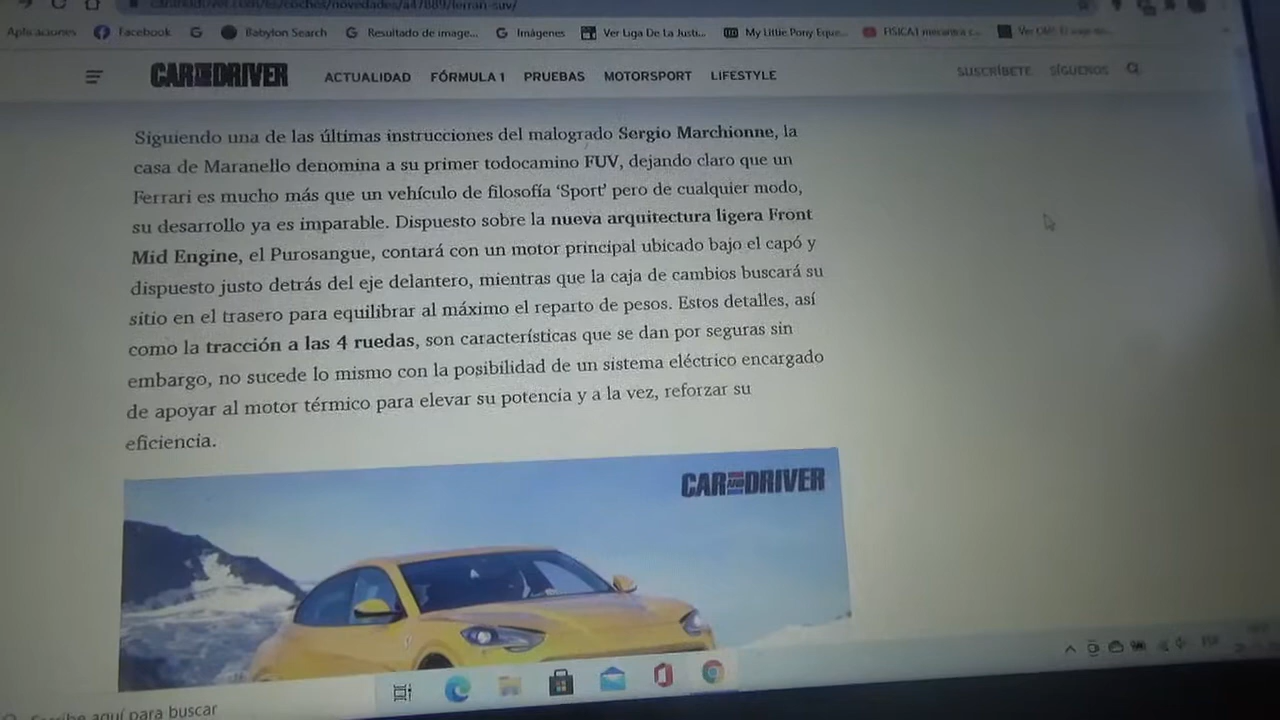 Aplicaciones Facebook Babylon Search Resultado de image... Imágenes Ver Liga De La Justi... My Little Pony Eque...
CAR AND DRIVER ACTUALIDAD FÓRMULA 1 PRUEBAS MOTORSPORT LIFESTYLE SUSCRÍBETE SÍGUENOS
Siguiendo una de las últimas instrucciones del malogrado Sergio Marchionne, la
casa de Maranello denomina a su primer todocamino FUV, dejando claro que un
Ferrari es mucho más que un vehículo de filosofía ‘Sport’ pero de cualquier modo,
su desarrollo ya es imparable. Dispuesto sobre la nueva arquitectura ligera Front
Mid Engine, el Purosangue, contará con un motor principal ubicado bajo el capó y
dispuesto justo detrás del eje delantero, mientras que la caja de cambios buscará su
sitio en el trasero para equilibrar al máximo el reparto de pesos. Estos detalles, así
como la tracción a las 4 ruedas, son características que se dan por seguras sin
embargo, no sucede lo mismo con la posibilidad de un sistema eléctrico encargado
de apoyar al motor térmico para elevar su potencia y a la vez, reforzar su
eficiencia.
CAR AND DRIVER
Escribe aquí para buscar